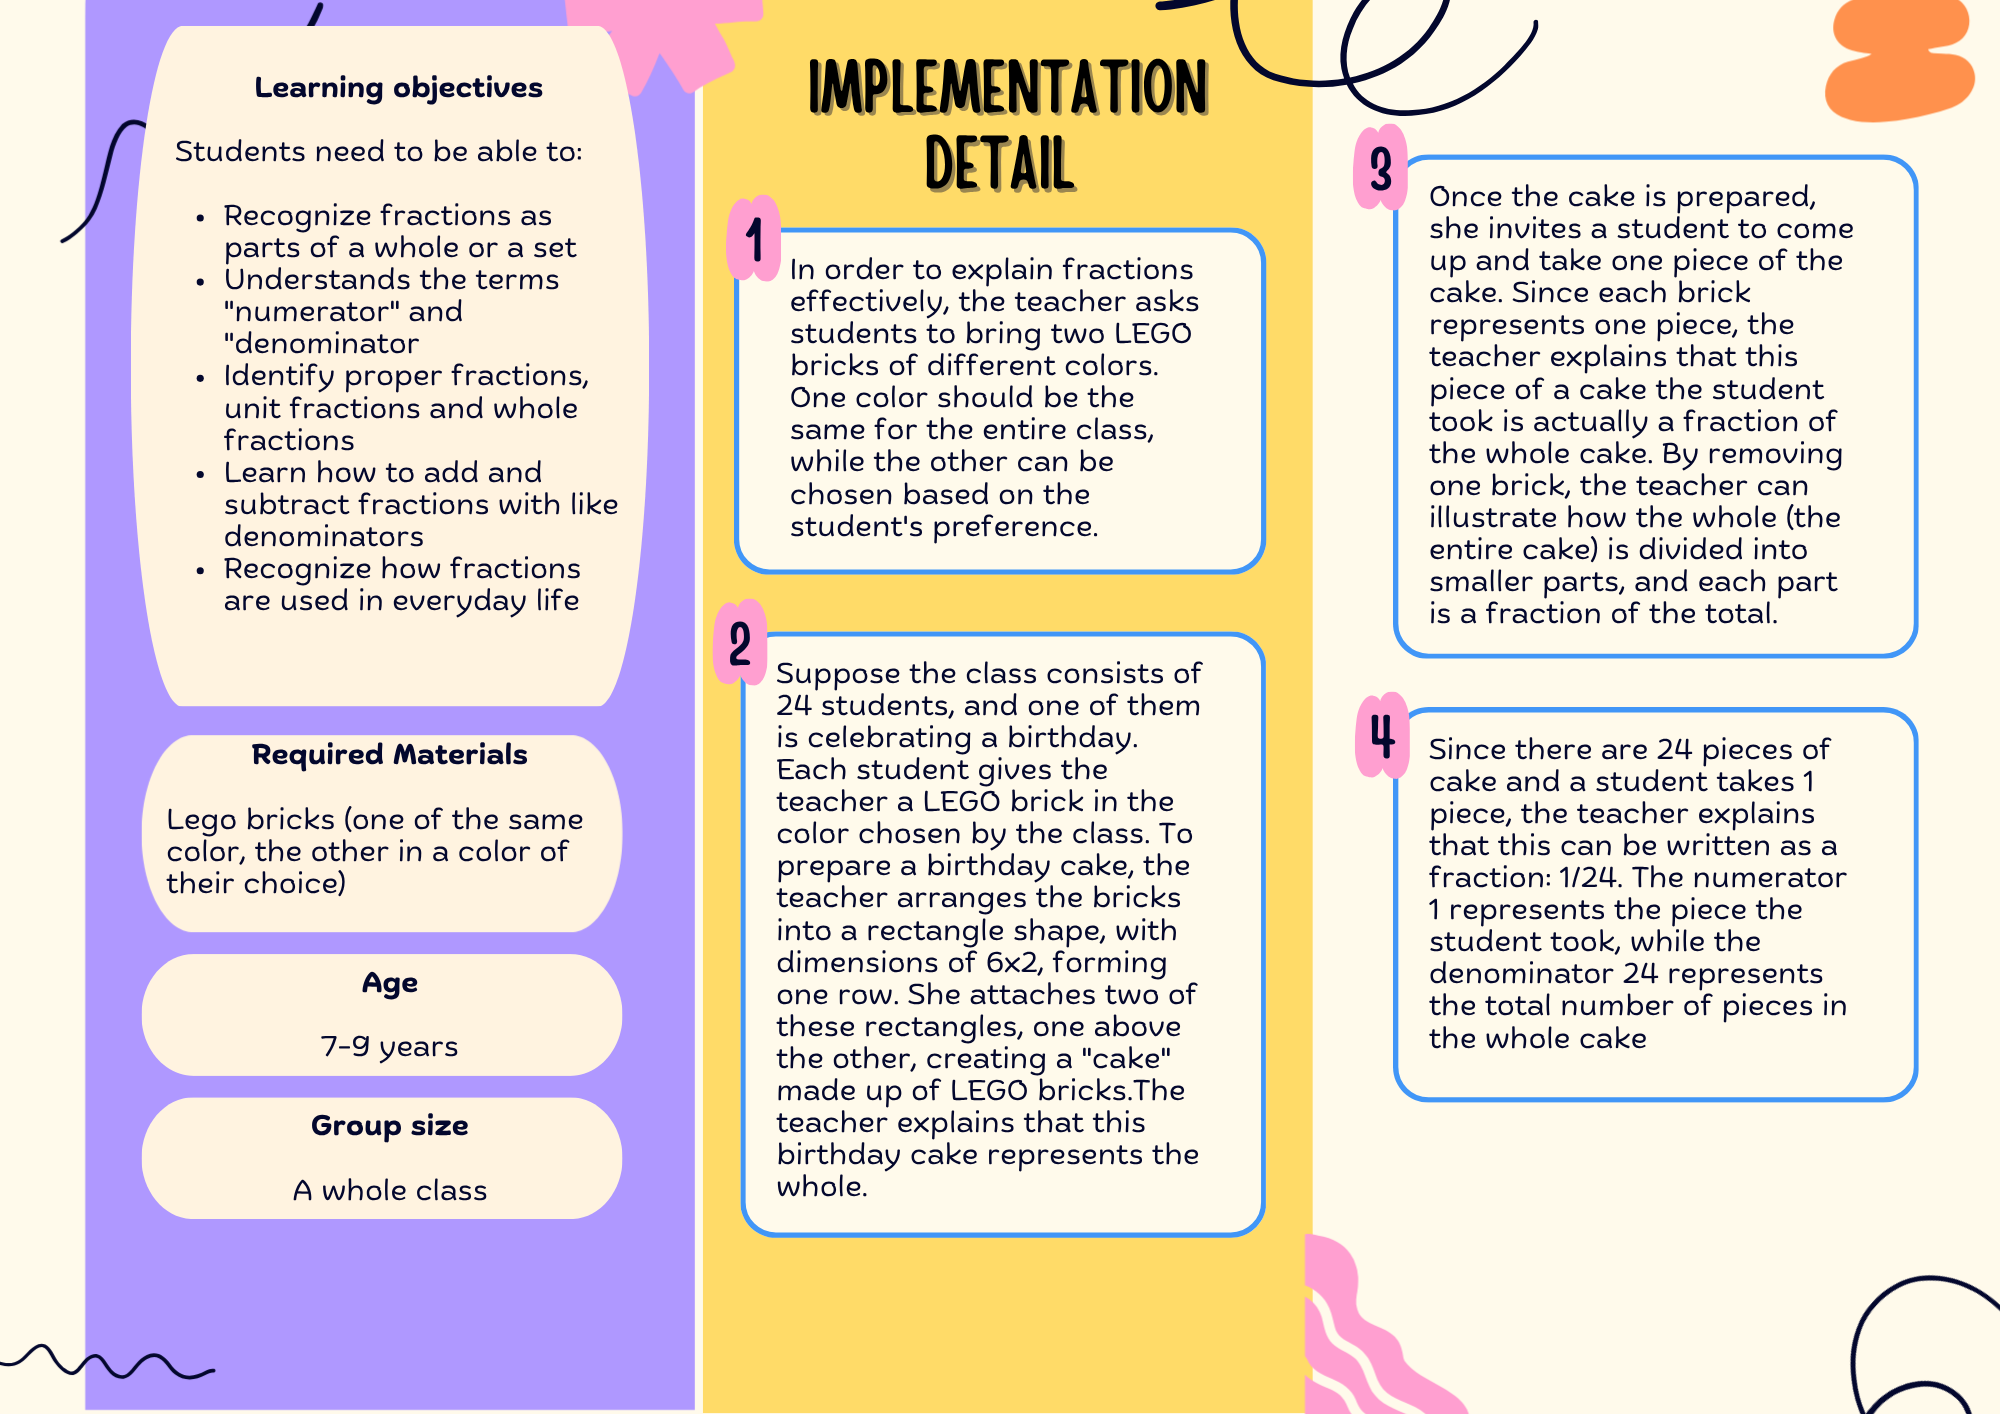 Learning objectives
Students need to be able to:
• Recognize fractions as
parts of a whole or a set
• Understands the terms
"numerator" and
"denominator
• Identify proper fractions,
unit fractions and whole
fractions
• Learn how to add and
subtract fractions with like
denominators
• Recognize how fractions
are used in everyday life
Required Materials
Lego bricks (one of the same
color, the other in a color of
their choice)
Age
7-9 years
Group size
A whole class
IMPLEMENTATION
DETAIL
1
In order to explain fractions
effectively, the teacher asks
students to bring two LEGO
bricks of different colors.
One color should be the
same for the entire class,
while the other can be
chosen based on the
student's preference.
2
Suppose the class consists of
24 students, and one of them
is celebrating a birthday.
Each student gives the
teacher a LEGO brick in the
color chosen by the class. To
prepare a birthday cake, the
teacher arranges the bricks
into a rectangle shape, with
dimensions of 6x2, forming
one row. She attaches two of
these rectangles, one above
the other, creating a "cake"
made up of LEGO bricks.The
teacher explains that this
birthday cake represents the
whole.
3
Once the cake is prepared,
she invites a student to come
up and take one piece of the
cake. Since each brick
represents one piece, the
teacher explains that this
piece of a cake the student
took is actually a fraction of
the whole cake. By removing
one brick, the teacher can
illustrate how the whole (the
entire cake) is divided into
smaller parts, and each part
is a fraction of the total.
4
Since there are 24 pieces of
cake and a student takes 1
piece, the teacher explains
that this can be written as a
fraction: 1/24. The numerator
1 represents the piece the
student took, while the
denominator 24 represents
the total number of pieces in
the whole cake